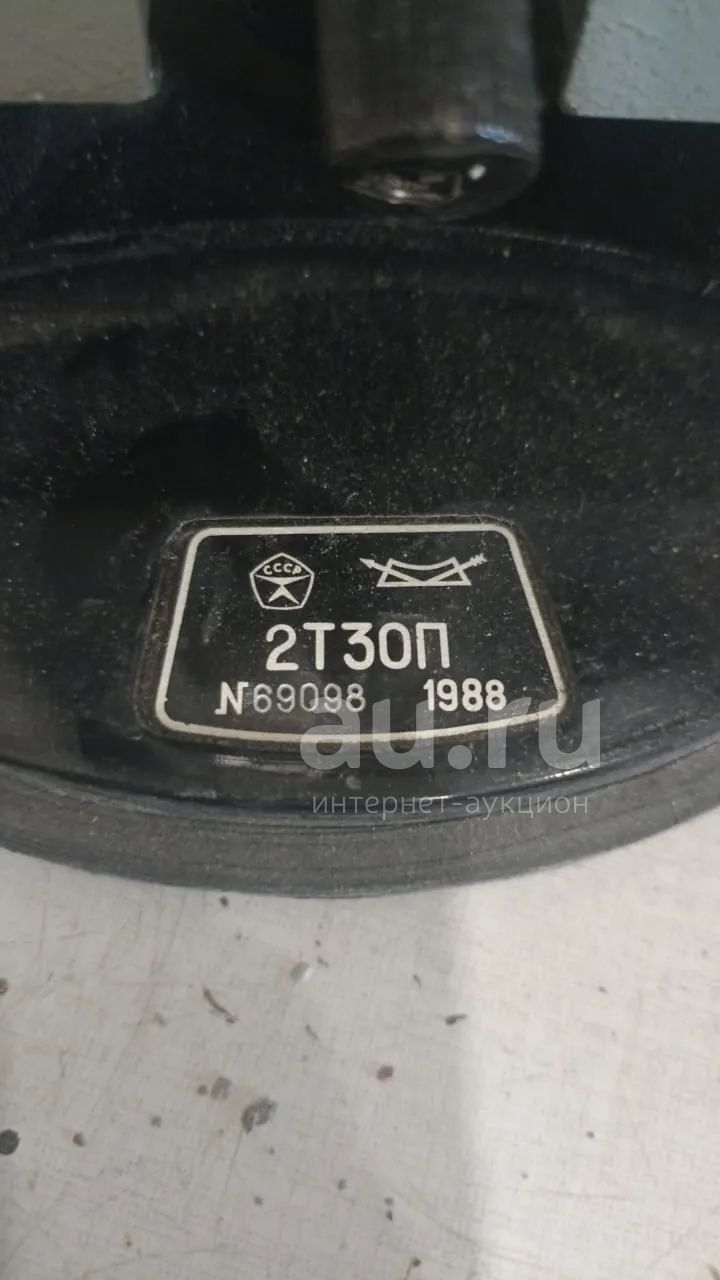 СССР
2Т30П
№69098 1988
au.ru
интернет-аукцион